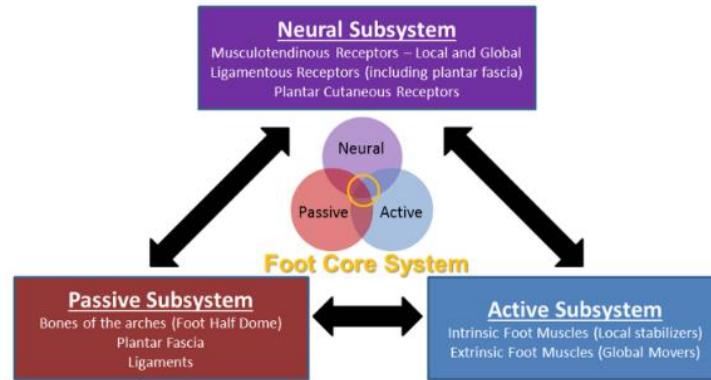 Neural Subsystem
Musculotendinous Receptors – Local and Global
Ligamentous Receptors (including plantar fascia)
Plantar Cutaneous Receptors
Neural
Passive
Active
Foot Core System
Passive Subsystem
Bones of the arches (Foot Half Dome)
Plantar Fascia
Ligaments
Active Subsystem
Intrinsic Foot Muscles (Local stabilizers)
Extrinsic Foot Muscles (Global Movers)